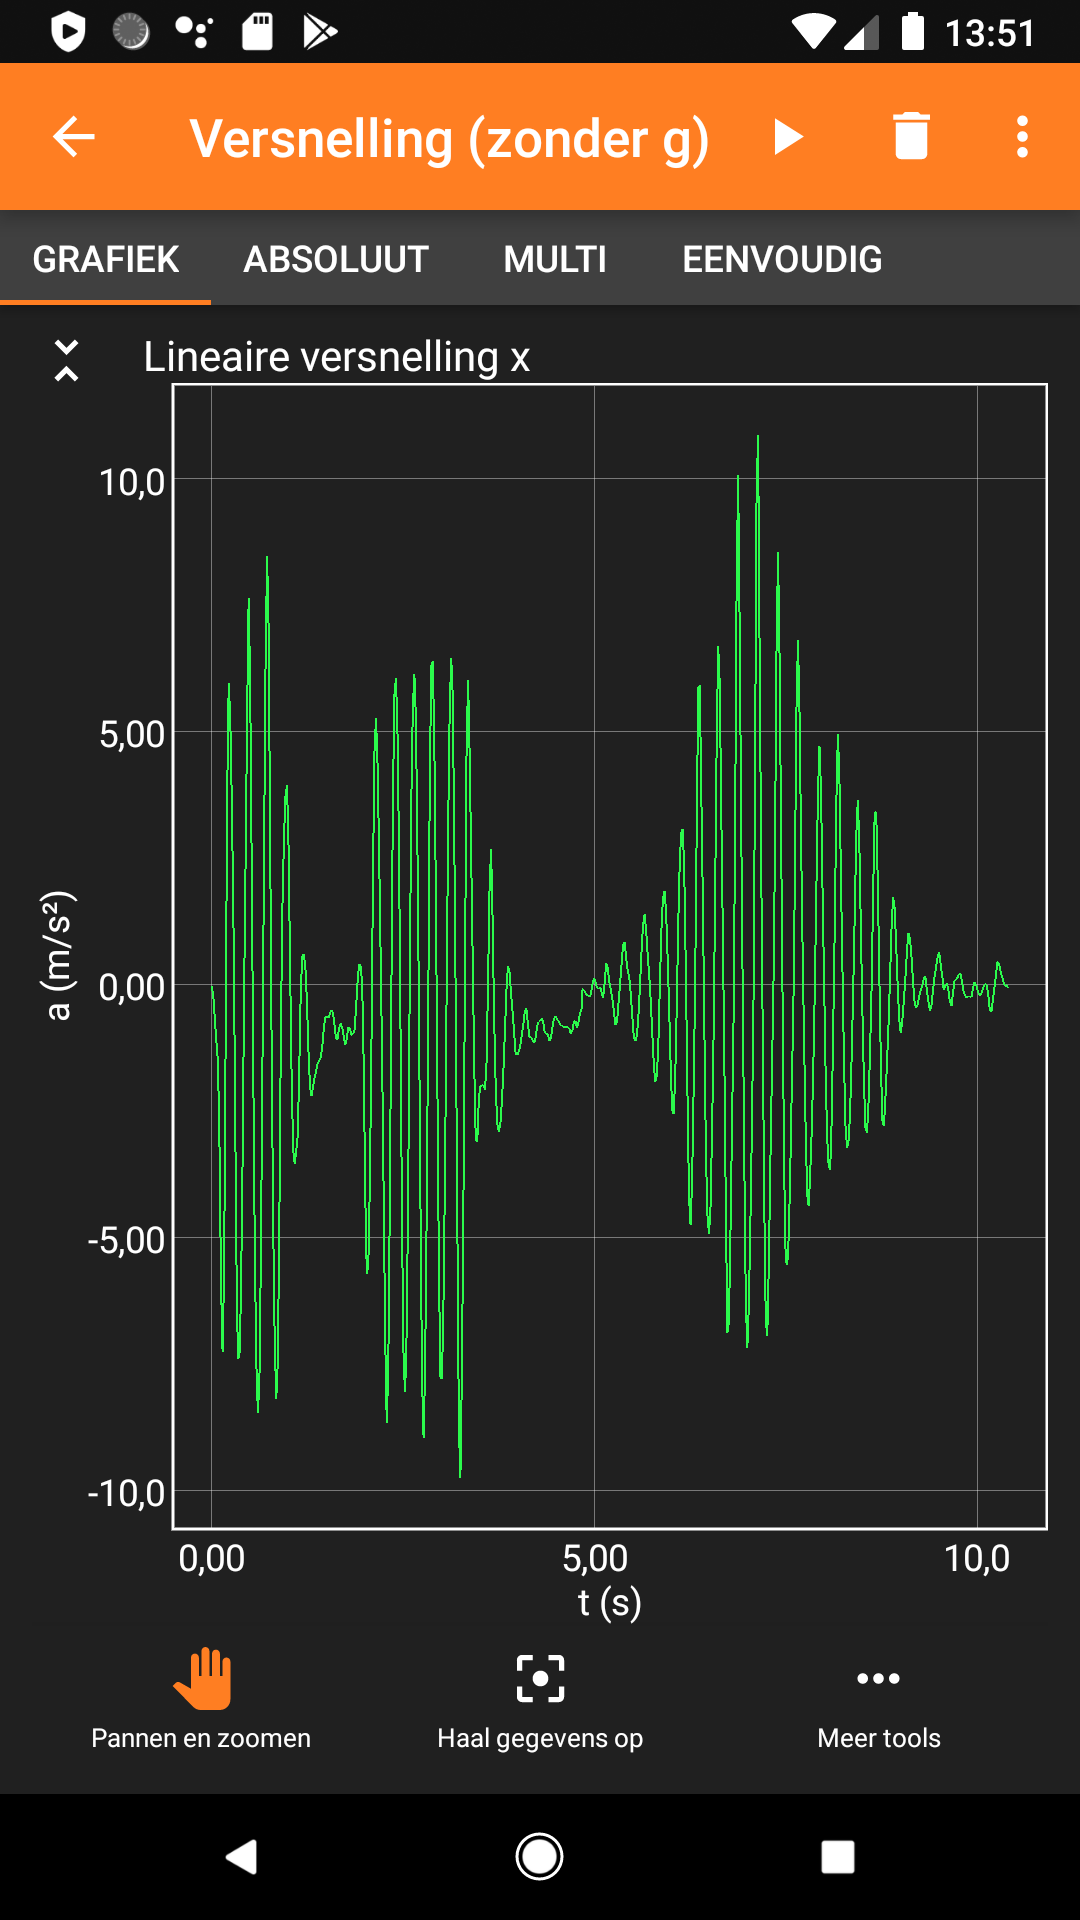 13:51
Versnelling (zonder g)
GRAFIEK ABSOLUUT MULTI EENVOUDIG
Lineaire versnelling x
10,0
5,00
0,00
-5,00
-10,0
a (m/s²)
0,00 5,00 10,0
t (s)
Pannen en zoomen Haal gegevens op Meer tools